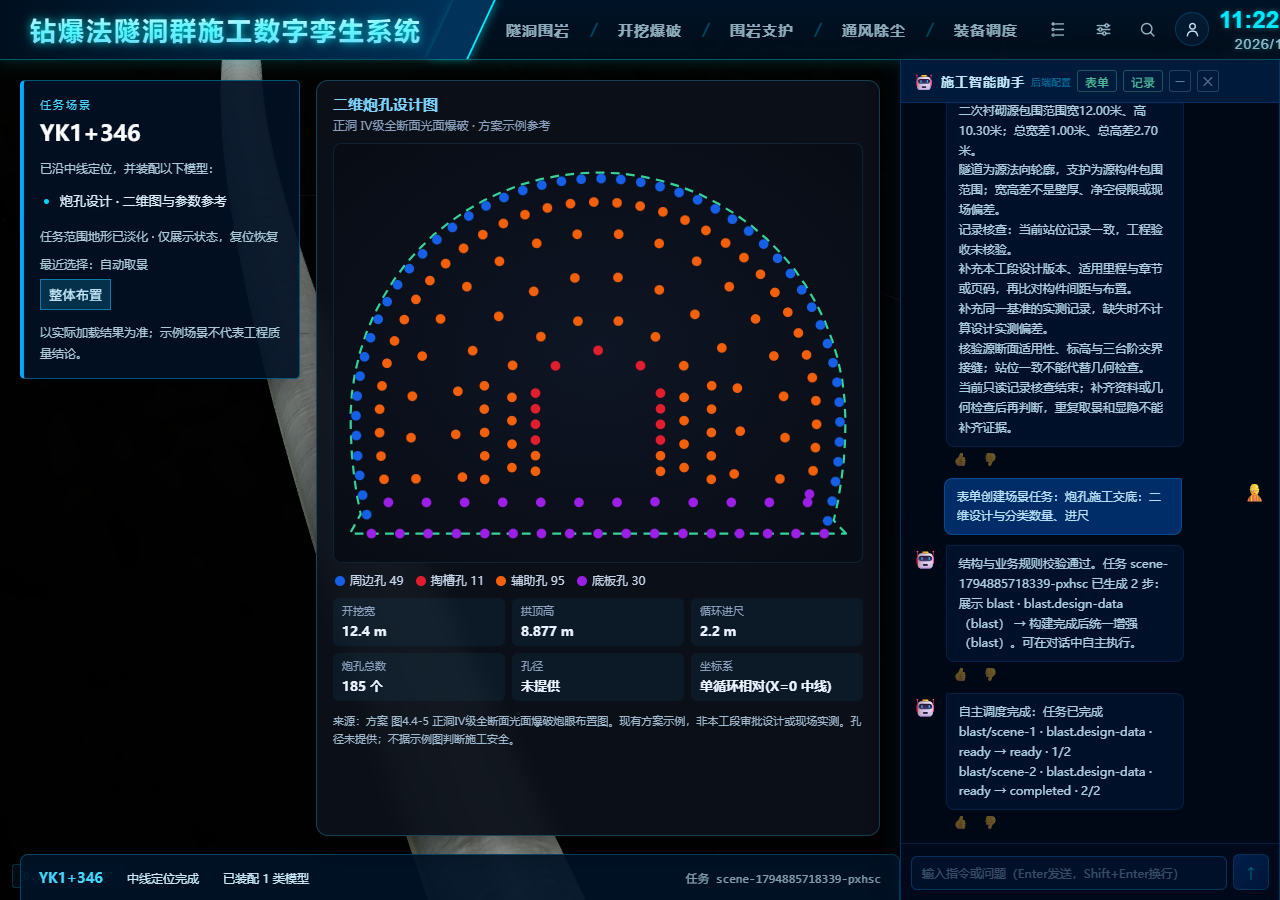 钻爆法隧洞群施工数字孪生系统
隧洞围岩 / 开挖爆破 / 围岩支护 / 通风除尘 / 装备调度
11:22
2026/1
任务场景
YK1+346
已沿中线定位，并装配以下模型：
• 炮孔设计 · 二维图与参数参考
任务范围地形已淡化 · 仅展示状态，复位恢复
最近选择：自动取景
整体布置
以实际加载结果为准；示例场景不代表工程质
量结论。
二维炮孔设计图
正洞 IV级全断面光面爆破 · 方案示例参考
周边孔 49 掏槽孔 11 辅助孔 95 底板孔 30
开挖宽
12.4 m
拱顶高
8.877 m
循环进尺
2.2 m
炮孔总数
185 个
孔径
未提供
坐标系
单循环相对(X=0 中线)
来源：方案 图4.4-5 正洞IV级全断面光面爆破炮眼布置图。现有方案示例，非本工段审批设计或现场实测。孔
径未提供；不据示例图判断施工安全。
YK1+346 中线定位完成 已装配 1 类模型 任务 scene-1794885718339-pxhsc
施工智能助手 后端配置 表单 记录
二次衬砌源包围范围宽12.00米、高
10.30米；总宽差1.00米、总高差2.70
米。
隧道为源法向轮廓，支护为源构件包围
范围；宽高差不是壁厚、净空侵限或现
场偏差。
记录核查：当前站位记录一致，工程验
收未核验。
补充本工段设计版本、适用里程与章节
或页码，再比对构件间距与布置。
补充同一基准的实测记录，缺失时不计
算设计实测偏差。
核验源断面适用性、标高与三台阶交界
接缝；站位一致不能代替几何检查。
当前只读记录核查结束；补齐资料或几
何检查后再判断，重复取景和显隐不能
补齐证据。
表单创建场景任务：炮孔施工交底：二
维设计与分类数量、进尺
结构与业务规则校验通过。任务 scene-
1794885718339-pxhsc 已生成 2 步：
展示 blast · blast.design-data
（blast） → 构建完成后统一增强
（blast）。可在对话中自主执行。
自主调度完成：任务已完成
blast/scene-1 · blast.design-data ·
ready → ready · 1/2
blast/scene-2 · blast.design-data ·
ready → completed · 2/2
输入指令或问题（Enter发送，Shift+Enter换行）